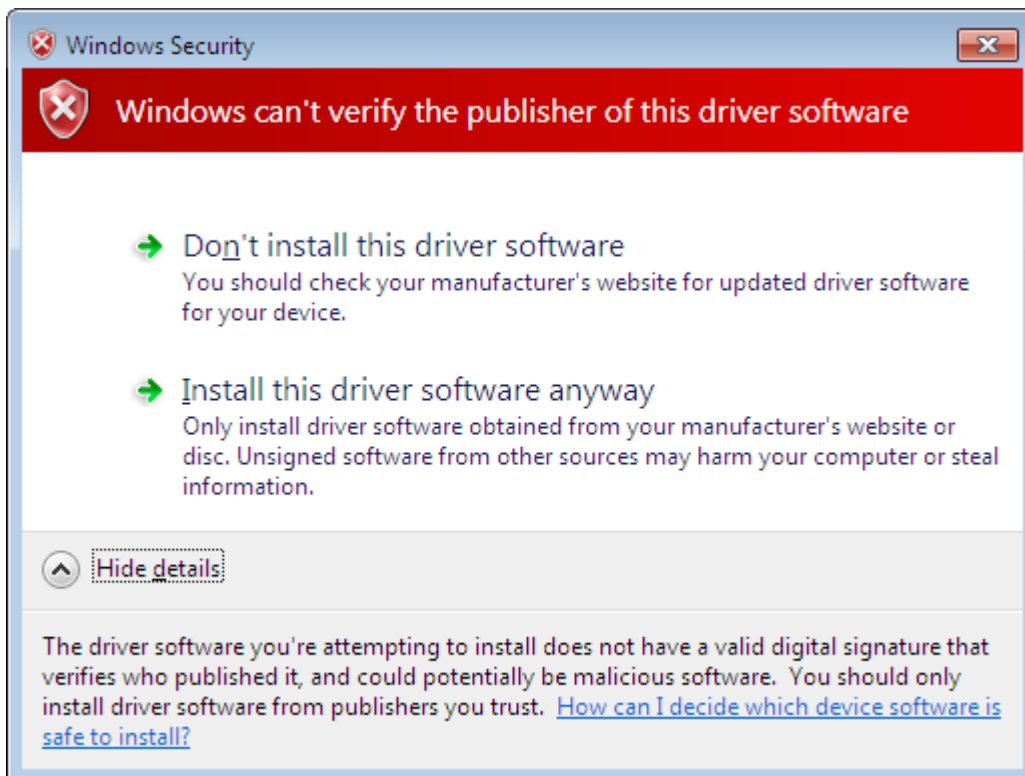 Windows Security
Windows can't verify the publisher of this driver software
Don't install this driver software
You should check your manufacturer's website for updated driver software
for your device.
Install this driver software anyway
Only install driver software obtained from your manufacturer's website or
disc. Unsigned software from other sources may harm your computer or steal
information.
Hide details
The driver software you're attempting to install does not have a valid digital signature that
verifies who published it, and could potentially be malicious software.  You should only
install driver software from publishers you trust.  How can I decide which device software is
safe to install?